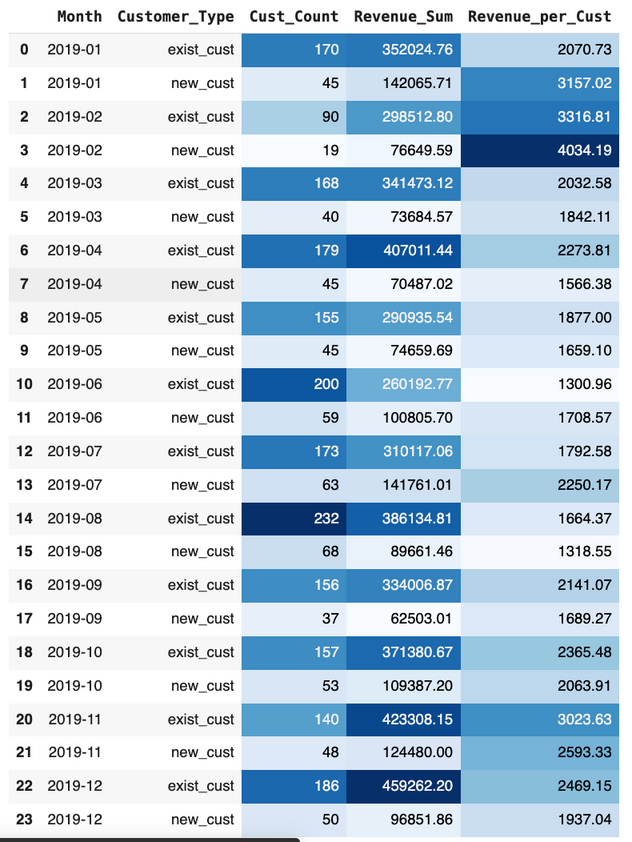 Month Customer_Type Cust_Count Revenue_Sum Revenue_per_Cust
0 2019-01 exist_cust 170 352024.76 2070.73
1 2019-01 new_cust 45 142065.71 3157.02
2 2019-02 exist_cust 90 298512.80 3316.81
3 2019-02 new_cust 19 76649.59 4034.19
4 2019-03 exist_cust 168 341473.12 2032.58
5 2019-03 new_cust 40 73684.57 1842.11
6 2019-04 exist_cust 179 407011.44 2273.81
7 2019-04 new_cust 45 70487.02 1566.38
8 2019-05 exist_cust 155 290935.54 1877.00
9 2019-05 new_cust 45 74659.69 1659.10
10 2019-06 exist_cust 200 260192.77 1300.96
11 2019-06 new_cust 59 100805.70 1708.57
12 2019-07 exist_cust 173 310117.06 1792.58
13 2019-07 new_cust 63 141761.01 2250.17
14 2019-08 exist_cust 232 386134.81 1664.37
15 2019-08 new_cust 68 89661.46 1318.55
16 2019-09 exist_cust 156 334006.87 2141.07
17 2019-09 new_cust 37 62503.01 1689.27
18 2019-10 exist_cust 157 371380.67 2365.48
19 2019-10 new_cust 53 109387.20 2063.91
20 2019-11 exist_cust 140 423308.15 3023.63
21 2019-11 new_cust 48 124480.00 2593.33
22 2019-12 exist_cust 186 459262.20 2469.15
23 2019-12 new_cust 50 96851.86 1937.04